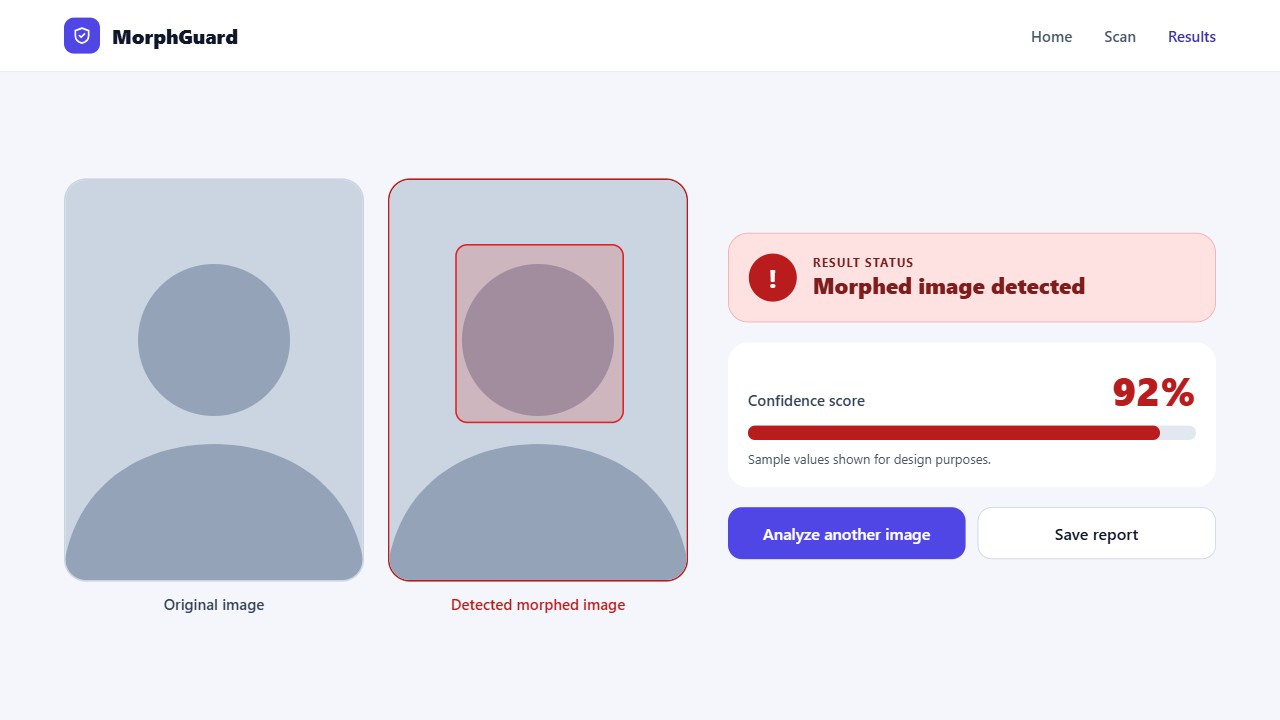 MorphGuard
Home
Scan
Results
Original image
Detected morphed image
!
RESULT STATUS
Morphed image detected
Confidence score
92%
Sample values shown for design purposes.
Analyze another image
Save report